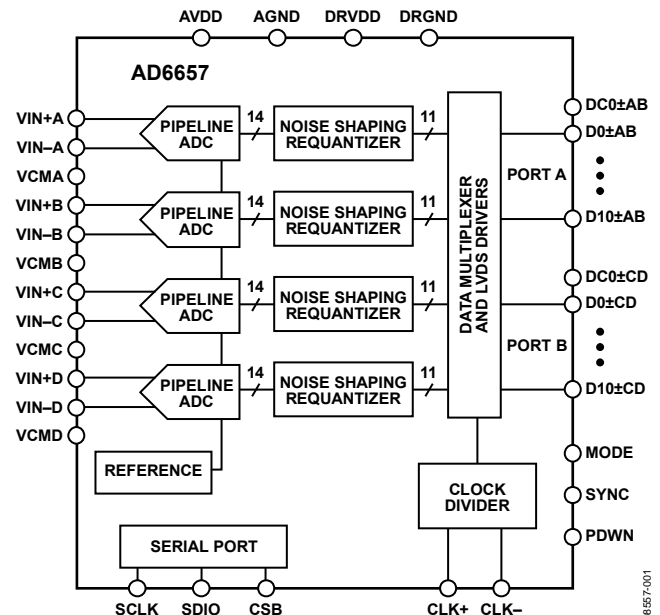 AVDD AGND DRVDD DRGND
AD6657
VIN+A
VIN–A
VCMA
VIN+B
VIN–B
VCMB
VIN+C
VIN–C
VCMC
VIN+D
VIN–D
VCMD
PIPELINE
ADC
14
NOISE SHAPING
REQUANTIZER
11
PIPELINE
ADC
14
NOISE SHAPING
REQUANTIZER
11
PIPELINE
ADC
14
NOISE SHAPING
REQUANTIZER
11
PIPELINE
ADC
14
NOISE SHAPING
REQUANTIZER
11
DATA MULTIPLEXER
AND LVDS DRIVERS
PORT A
PORT B
DC0±AB
D0±AB
D10±AB
DC0±CD
D0±CD
D10±CD
MODE
SYNC
PDWN
REFERENCE
CLOCK
DIVIDER
SERIAL PORT
SCLK SDIO CSB CLK+ CLK–